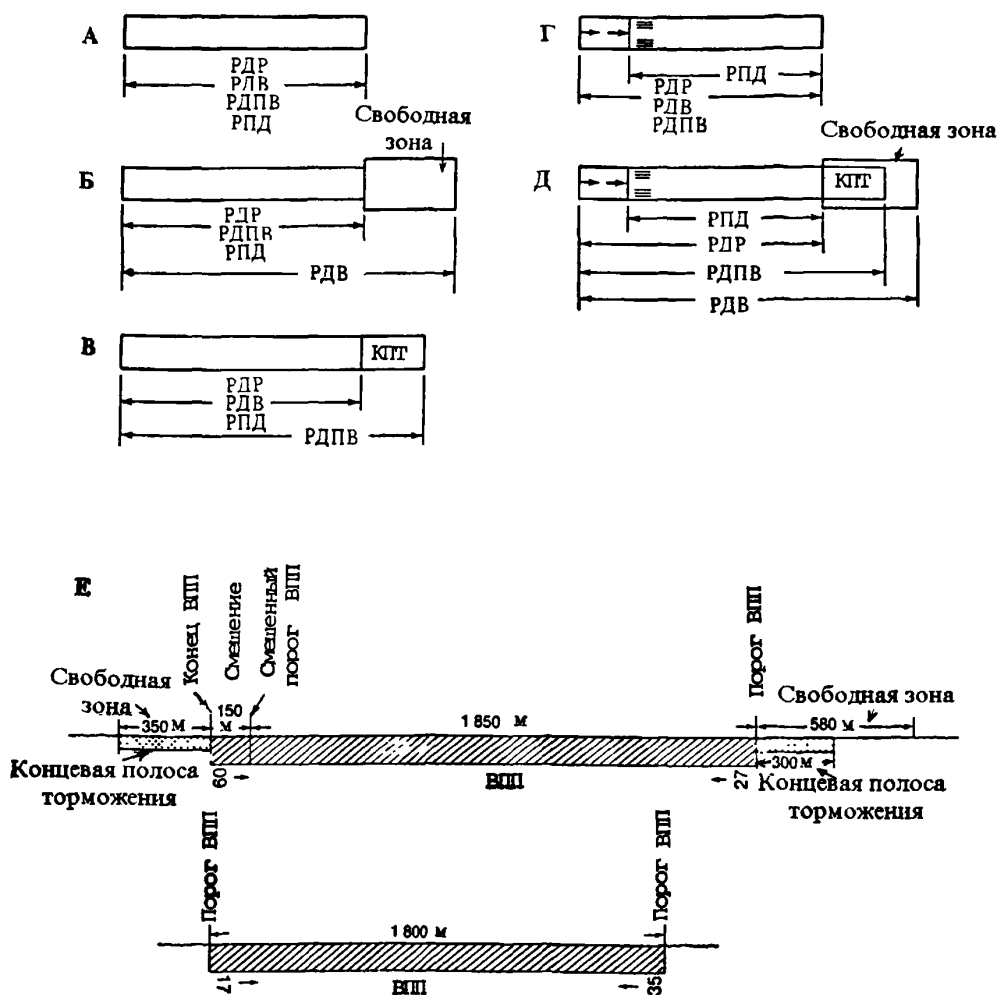 А
РДР
РДВ
РДПВ
РПД
Свободная
зона
Б
РДР
РДПВ
РПД
РДВ
В
КПТ
РДР
РДВ
РПД
РДПВ
Г
РПД
РДР
РДВ
РДПВ
Свободная зона
Д
КПТ
РПД
РДР
РДПВ
РДВ
Е
Конец ВПП
Смещение
Смещенный
порог ВПП
Порог ВПП
Свободная
зона
350 М
150
м
1 850 м
Свободная зона
580 м
Концевая полоса
торможения
60
ВПП
27
300 м
Концевая полоса
торможения
Порог ВПП
Порог ВПП
1 800 м
17
ВПП
35